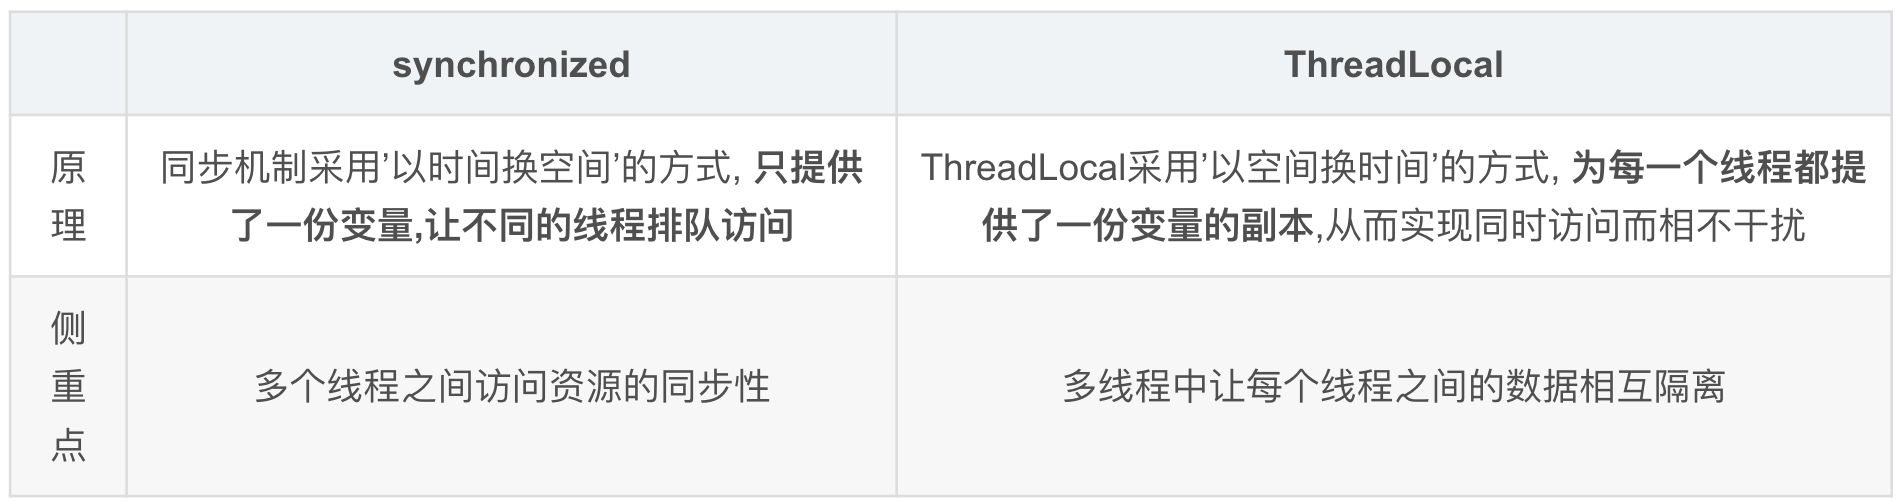 synchronized
ThreadLocal
原
理
同步机制采用’以时间换空间’的方式, 只提供
了一份变量,让不同的线程排队访问
ThreadLocal采用’以空间换时间’的方式, 为每一个线程都提
供了一份变量的副本,从而实现同时访问而相不干扰
侧
重
点
多个线程之间访问资源的同步性
多线程中让每个线程之间的数据相互隔离